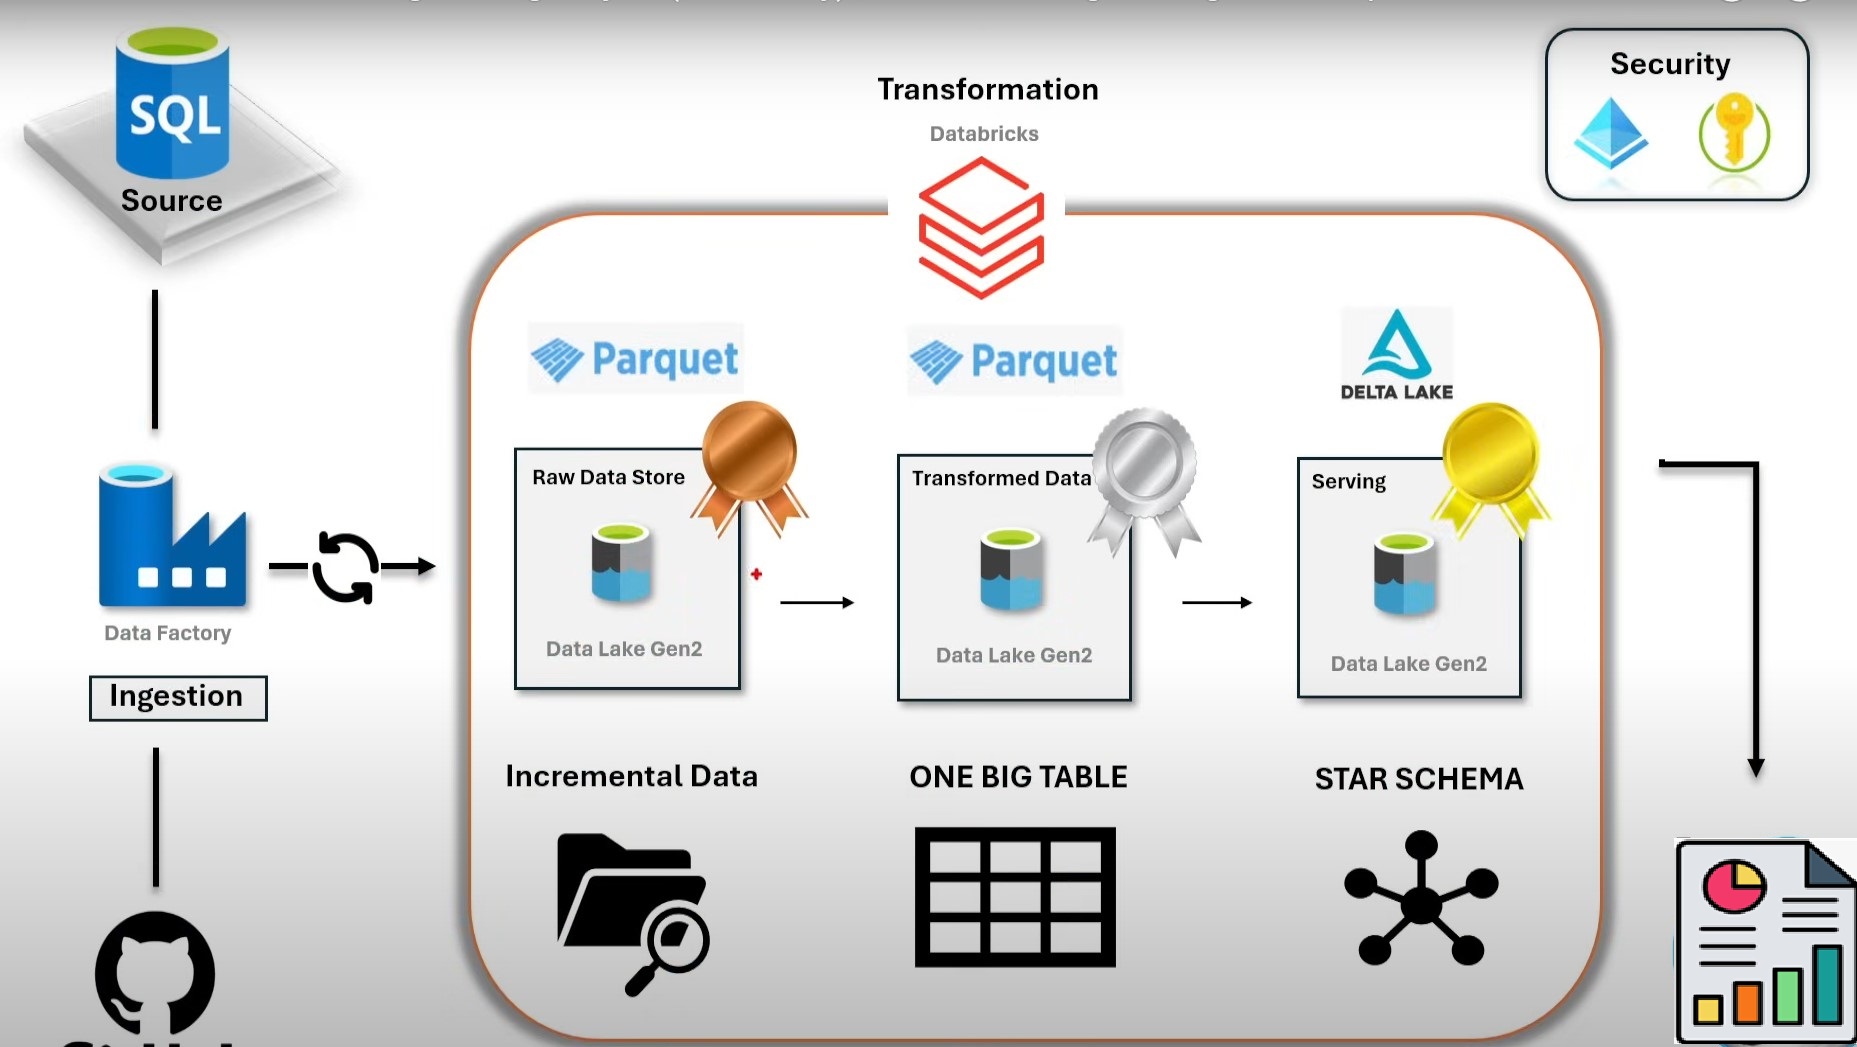 SQL
Source
Transformation
Databricks
Security
Parquet
Parquet
DELTA LAKE
Raw Data Store
Data Lake Gen2
Transformed Data
Data Lake Gen2
Serving
Data Lake Gen2
Data Factory
Ingestion
Incremental Data
ONE BIG TABLE
STAR SCHEMA